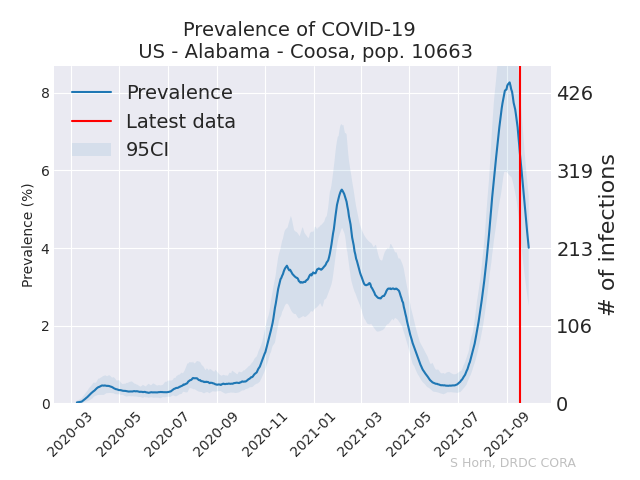 Prevalence of COVID-19
US - Alabama - Coosa, pop. 10663
Prevalence
Latest data
95CI
Prevalence (%)
8
6
4
2
0
426
319
213
106
0
# of infections
2020-03
2020-05
2020-07
2020-09
2020-11
2021-01
2021-03
2021-05
2021-07
2021-09
S Horn, DRDC CORA